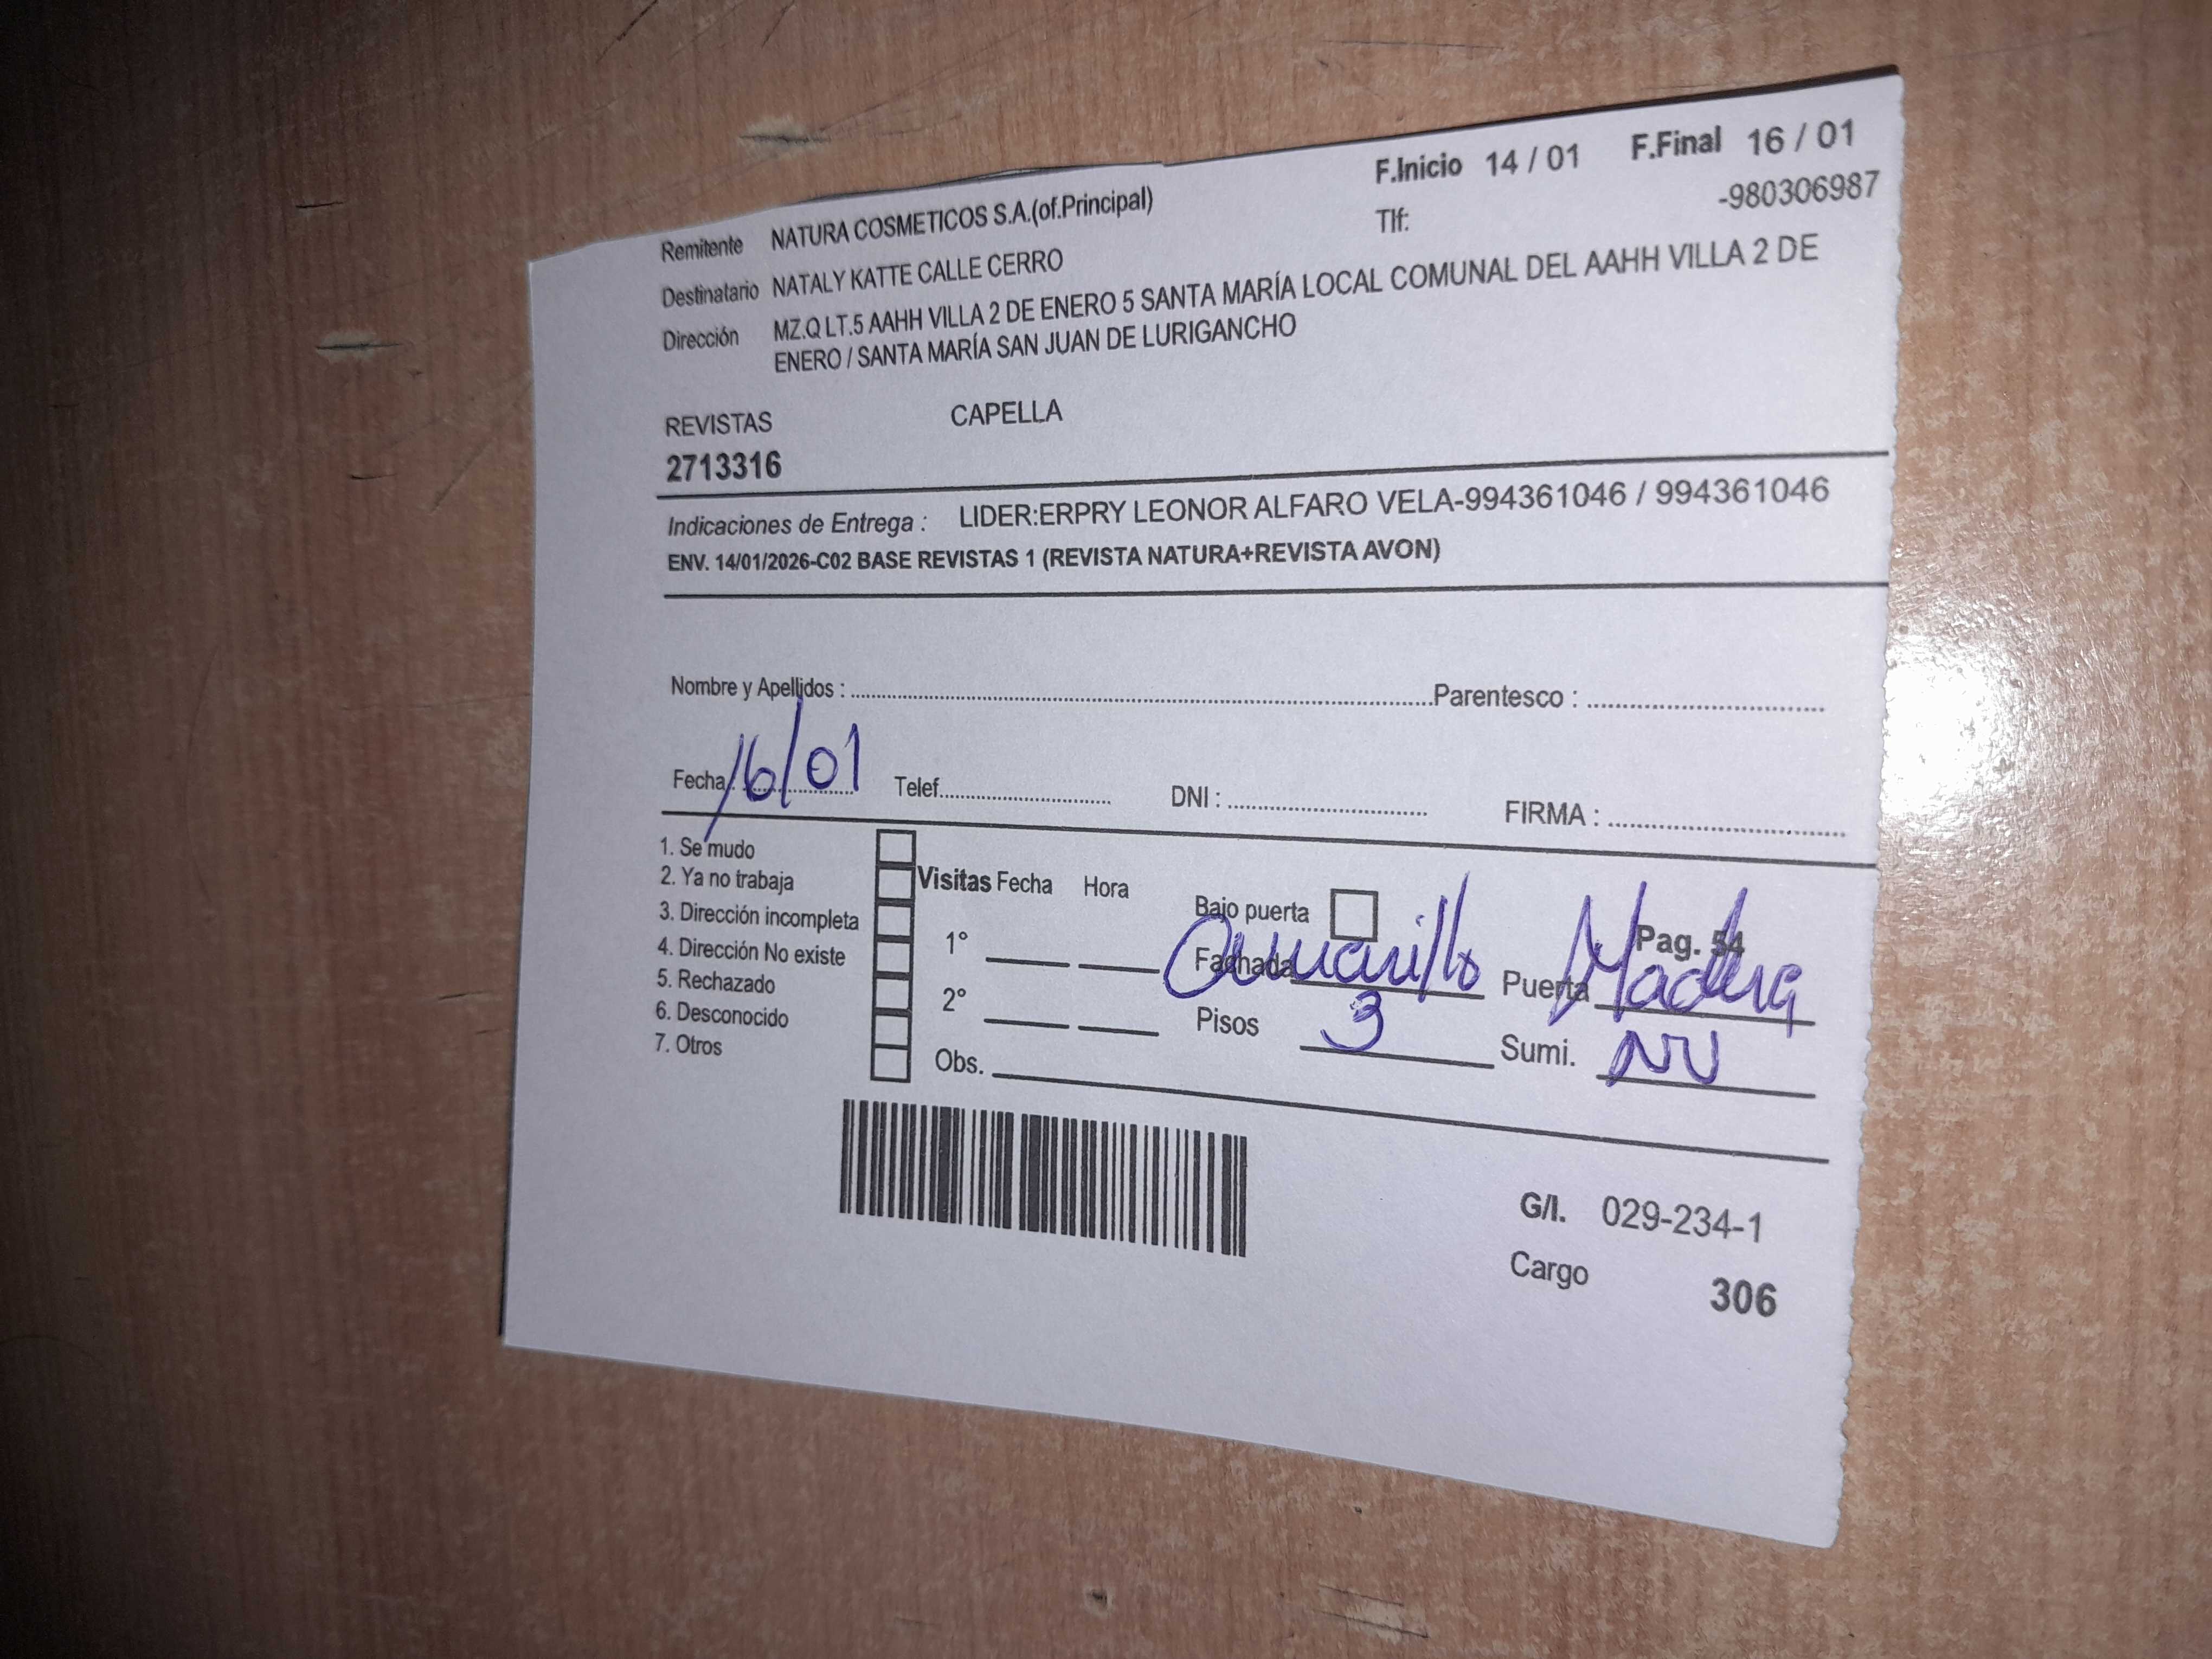 F.Inicio 14 / 01 F.Final 16 / 01
Remitente NATURA COSMETICOS S.A.(of.Principal) Tlf: -980306987
Destinatario NATALY KATTE CALLE CERRO
Dirección MZ.Q LT.5 AAHH VILLA 2 DE ENERO 5 SANTA MARÍA LOCAL COMUNAL DEL AAHH VILLA 2 DE
ENERO / SANTA MARÍA SAN JUAN DE LURIGANCHO
REVISTAS CAPELLA
2713316
Indicaciones de Entrega : LIDER:ERPRY LEONOR ALFARO VELA-994361046 / 994361046
ENV. 14/01/2026-C02 BASE REVISTAS 1 (REVISTA NATURA+REVISTA AVON)
Nombre y Apellidos : Parentesco :
Fecha 16/01 Telef. DNI : FIRMA :
1. Se mudo
2. Ya no trabaja Visitas Fecha Hora Bajo puerta
3. Dirección incompleta 1° Pag. 54
4. Dirección No existe Fachada Amarillo Puerta Madera
5. Rechazado 2° Pisos 3 Sumi. NV
6. Desconocido
7. Otros Obs.
G/I. 029-234-1
Cargo 306